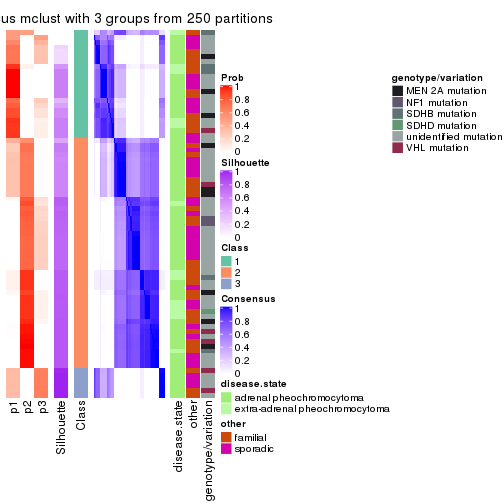 us mclust with 3 groups from 250 partitions
Prob
1
0.8
0.6
0.4
0.2
0
Silhouette
1
0.8
0.6
0.4
0.2
0
Class
1
2
3
Consensus
1
0.8
0.6
0.4
0.2
0
disease.state
adrenal pheochromocytoma
extra-adrenal pheochromocytoma
other
familial
sporadic
genotype/variation
MEN 2A mutation
NF1 mutation
SDHB mutation
SDHD mutation
unidentified mutation
VHL mutation
p1
p2
p3
Silhouette
Class
disease.state
other
genotype/variation